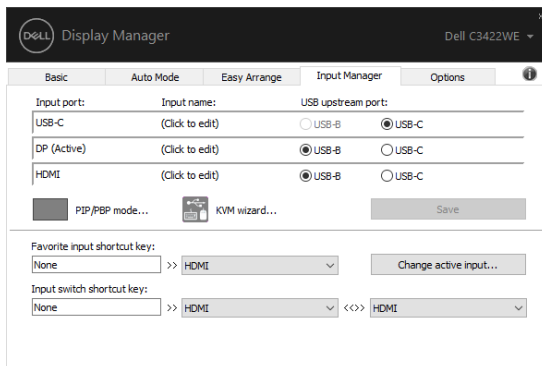 DELL Display Manager Dell C3422WE
Basic Auto Mode Easy Arrange Input Manager Options
Input port: Input name: USB upstream port:
USB-C (Click to edit) USB-B USB-C
DP (Active) (Click to edit) USB-B USB-C
HDMI (Click to edit) USB-B USB-C
PIP/PBP mode... KVM wizard... Save
Favorite input shortcut key:
None >> HDMI Change active input...
Input switch shortcut key:
None >> HDMI <<>> HDMI